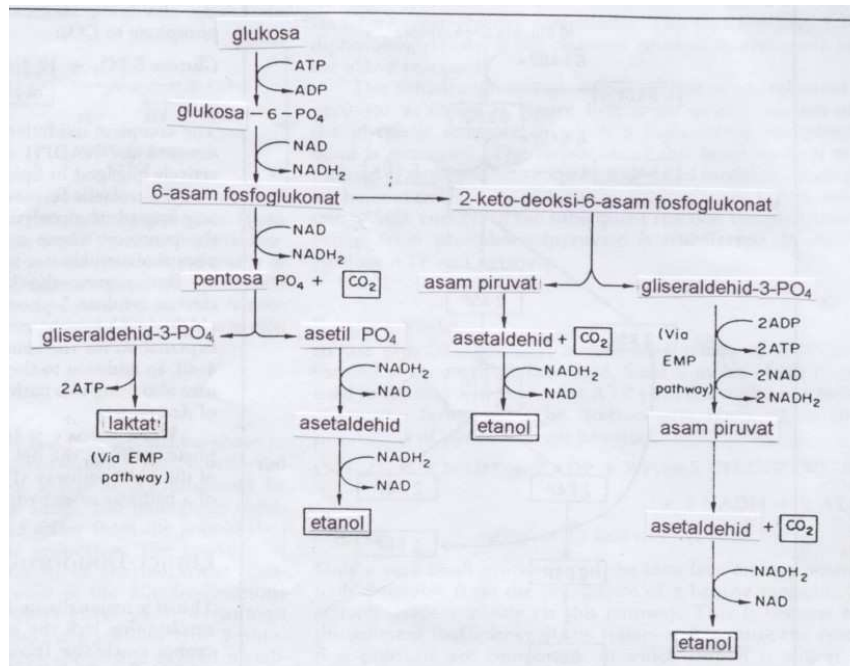 glukosa
ATP
ADP
glukosa – 6 – PO₄
NAD
NADH₂
6-asam fosfoglukonat
2-keto-deoksi-6-asam fosfoglukonat
NAD
NADH₂
pentosa PO₄ + CO₂
asam piruvat
gliseraldehid-3-PO₄
gliseraldehid-3-PO₄
asetil PO₄
asetaldehid + CO₂
(Via EMP pathway)
2ADP
2ATP
2 NADH₂
2ATP
laktat
(Via EMP
pathway)
NADH₂
NAD
asetaldehid
NADH₂
NAD
etanol
NADH₂
NAD
etanol
asam piruvat
asetaldehid + CO₂
NADH₂
NAD
etanol